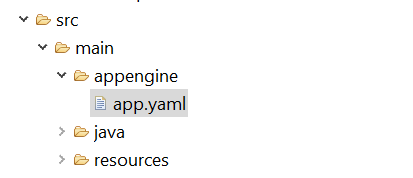 src
main
appengine
app.yaml
java
resources